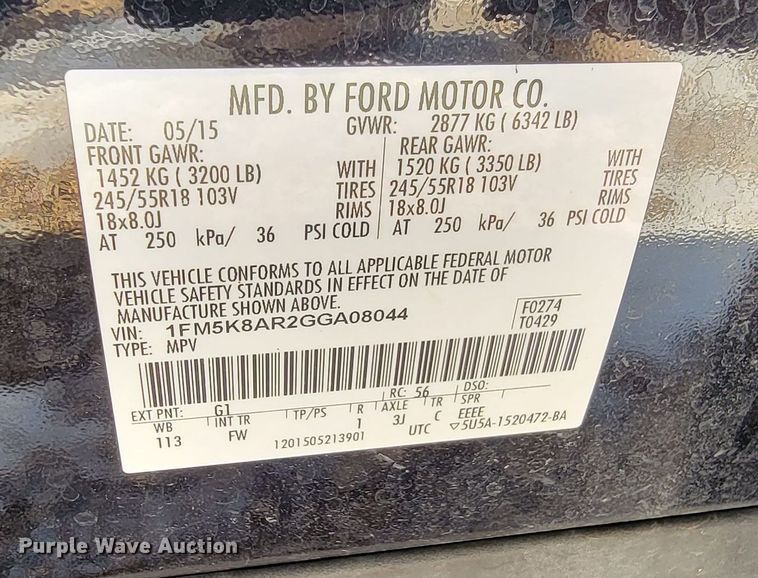 MFD. BY FORD MOTOR CO.
DATE: 05/15 GVWR: 2877 KG ( 6342 LB)
FRONT GAWR: REAR GAWR:
1452 KG ( 3200 LB) WITH 1520 KG ( 3350 LB) WITH
245/55R18 103V TIRES 245/55R18 103V TIRES
18x8.0J RIMS 18x8.0J RIMS
AT 250 kPa/ 36 PSI COLD AT 250 kPa/ 36 PSI COLD
THIS VEHICLE CONFORMS TO ALL APPLICABLE FEDERAL MOTOR
VEHICLE SAFETY STANDARDS IN EFFECT ON THE DATE OF
MANUFACTURE SHOWN ABOVE.
VIN: 1FM5K8AR2GGA08044 F0274
TYPE: MPV T0429
EXT PNT: G1 RC: 56 DSO:
WB INT TR TP/PS R AXLE TR SPR
113 FW 1 3J C EEEE
1201505213901 UTC ▽5U5A-1520472-BA
Purple Wave Auction